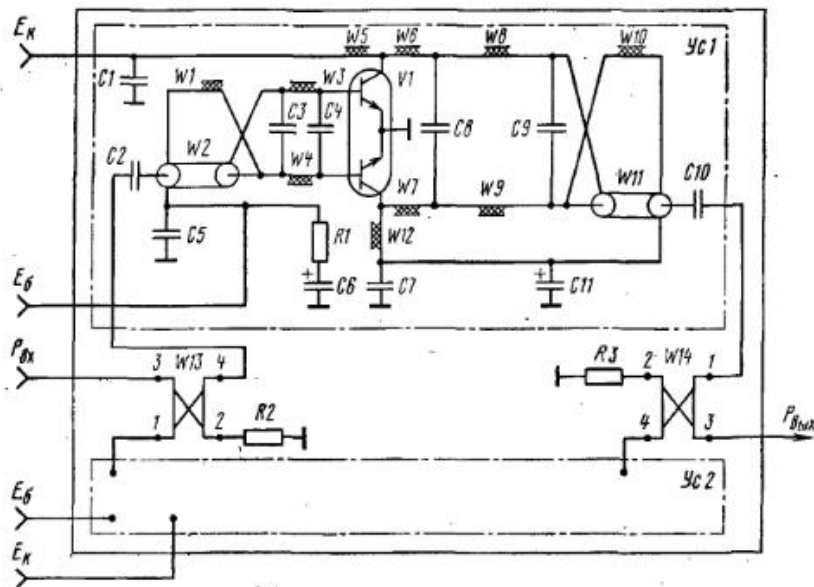 Eк
W5 W6 W8 W10 Ус1
C1 W1 W3 V1
C3 C4 C8 C9
C2 W2 W4 W11 C10
W7 W9
C5 R1 W12
+ C6 C7 + C11
Eб
Pвх 3 W13 4 R3 2 W14 1
1 2 R2 4 3 Pвых
Ус2
Eб
Eк